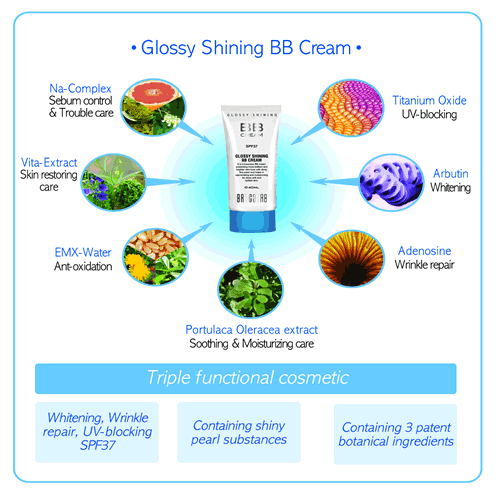 • Glossy Shining BB Cream •
Na-Complex
Sebum control
& Trouble care
Titanium Oxide
UV-blocking
Vita-Extract
Skin restoring
care
Arbutin
Whitening
EMX-Water
Ant-oxidation
Adenosine
Wrinkle repair
Portulaca Oleracea extract
Soothing & Moisturizing care
GLOSSY SHINING
BB
CREAM
SPF37
GLOSSY SHINING
BB CREAM
Triple functional cosmetic
Whitening, Wrinkle
repair, UV-blocking
SPF37
Containing shiny
pearl substances
Containing 3 patent
botanical ingredients